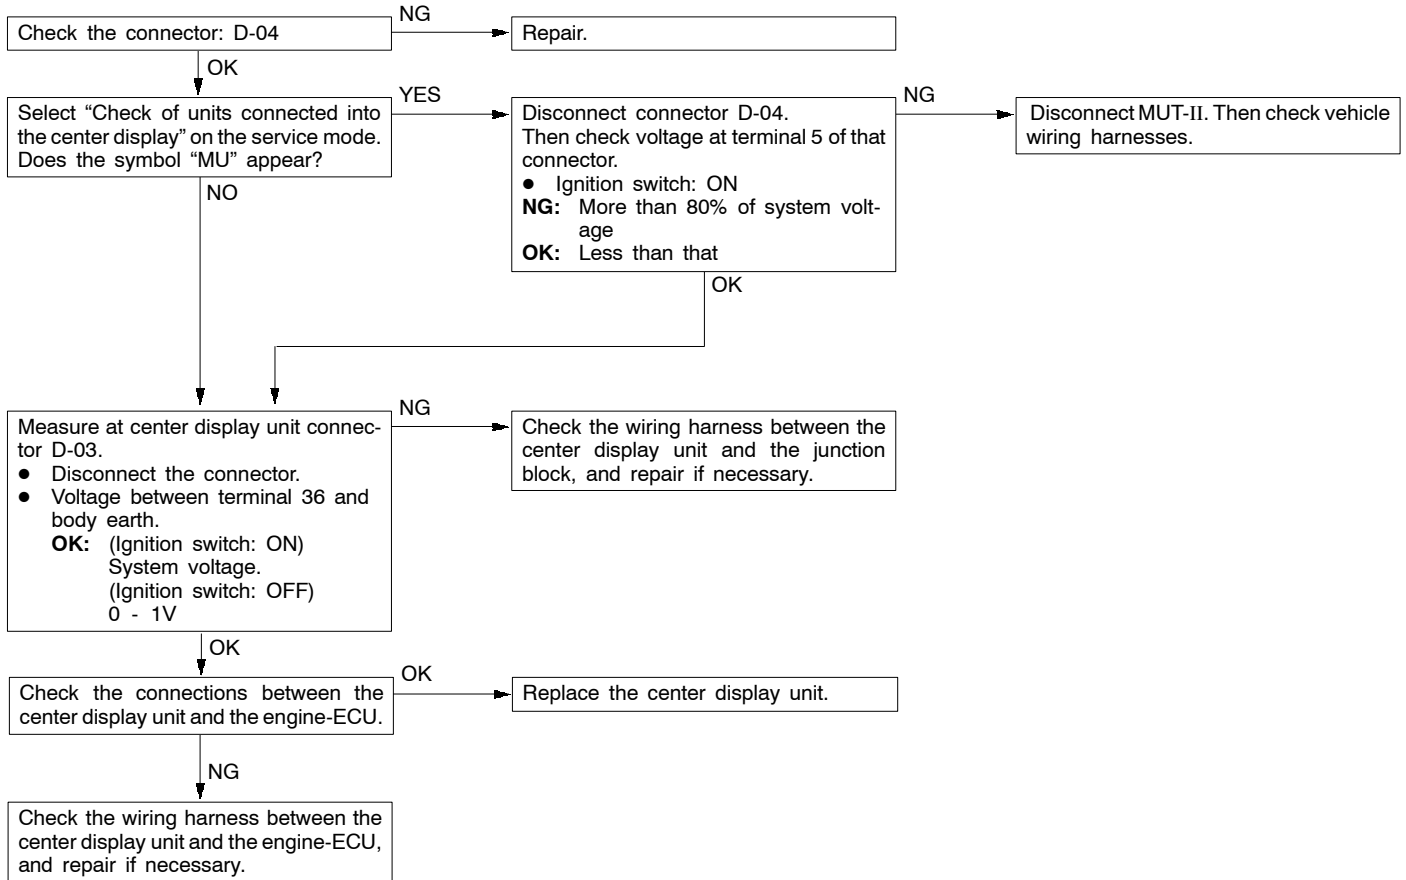 Check the connector: D-04
NG
Repair.
OK
Select “Check of units connected into
the center display” on the service mode.
Does the symbol “MU” appear?
YES
Disconnect connector D-04.
Then check voltage at terminal 5 of that
connector.
● Ignition switch: ON
NG: More than 80% of system volt-
age
OK: Less than that
NG
Disconnect MUT-II. Then check vehicle
wiring harnesses.
NO
OK
Measure at center display unit connec-
tor D-03.
● Disconnect the connector.
● Voltage between terminal 36 and
body earth.
OK: (Ignition switch: ON)
System voltage.
(Ignition switch: OFF)
0 - 1V
NG
Check the wiring harness between the
center display unit and the junction
block, and repair if necessary.
OK
Check the connections between the
center display unit and the engine-ECU.
OK
Replace the center display unit.
NG
Check the wiring harness between the
center display unit and the engine-ECU,
and repair if necessary.